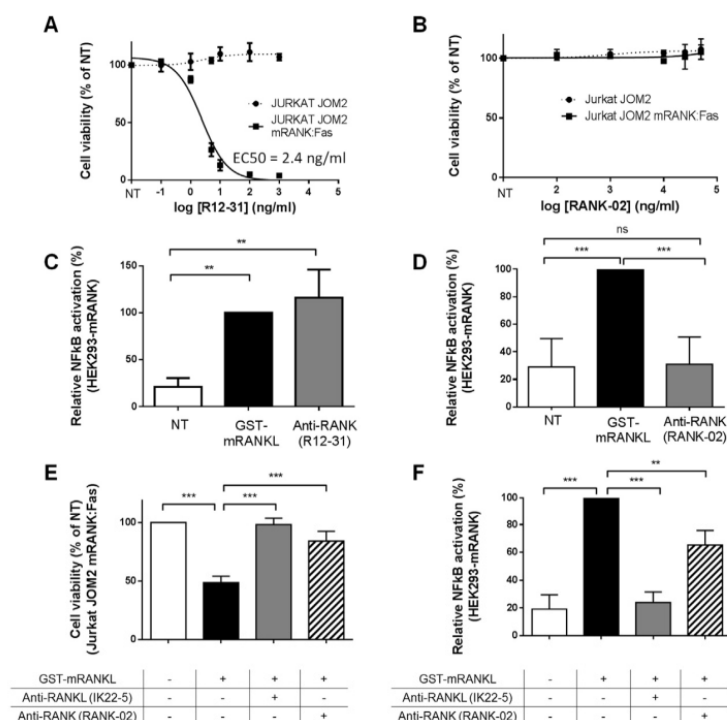 A
Cell viability (% of NT)
100
50
0
JURKAT JOM2
JURKAT JOM2
mRANK:Fas
EC50 = 2.4 ng/ml
NT -1 0 1 2 3 4 5
log [R12-31] (ng/ml)
B
Cell viability (% of NT)
100
50
0
Jurkat JOM2
Jurkat JOM2 mRANK:Fas
NT 2 3 4 5
log [RANK-02] (ng/ml)
C
Relative NFkB activation (%)
(HEK293-mRANK)
150
100
50
0
**
**
NT GST- Anti-RANK
mRANKL (R12-31)
D
Relative NFkB activation (%)
(HEK293-mRANK)
100
80
60
40
20
0
ns
*** ***
NT GST- Anti-RANK
mRANKL (RANK-02)
E
Cell viability (% of NT)
(Jurkat JOM2 mRANK:Fas)
100
50
0
***
*** ***
GST-mRANKL - + + +
Anti-RANKL (IK22-5) + 
Anti-RANK (RANK-02) +
F
Relative NFkB activation (%)
(HEK293-mRANK)
100
80
60
40
20
0
**
*** ***
GST-mRANKL - + + +
Anti-RANKL (IK22-5) +
Anti-RANK (RANK-02) +